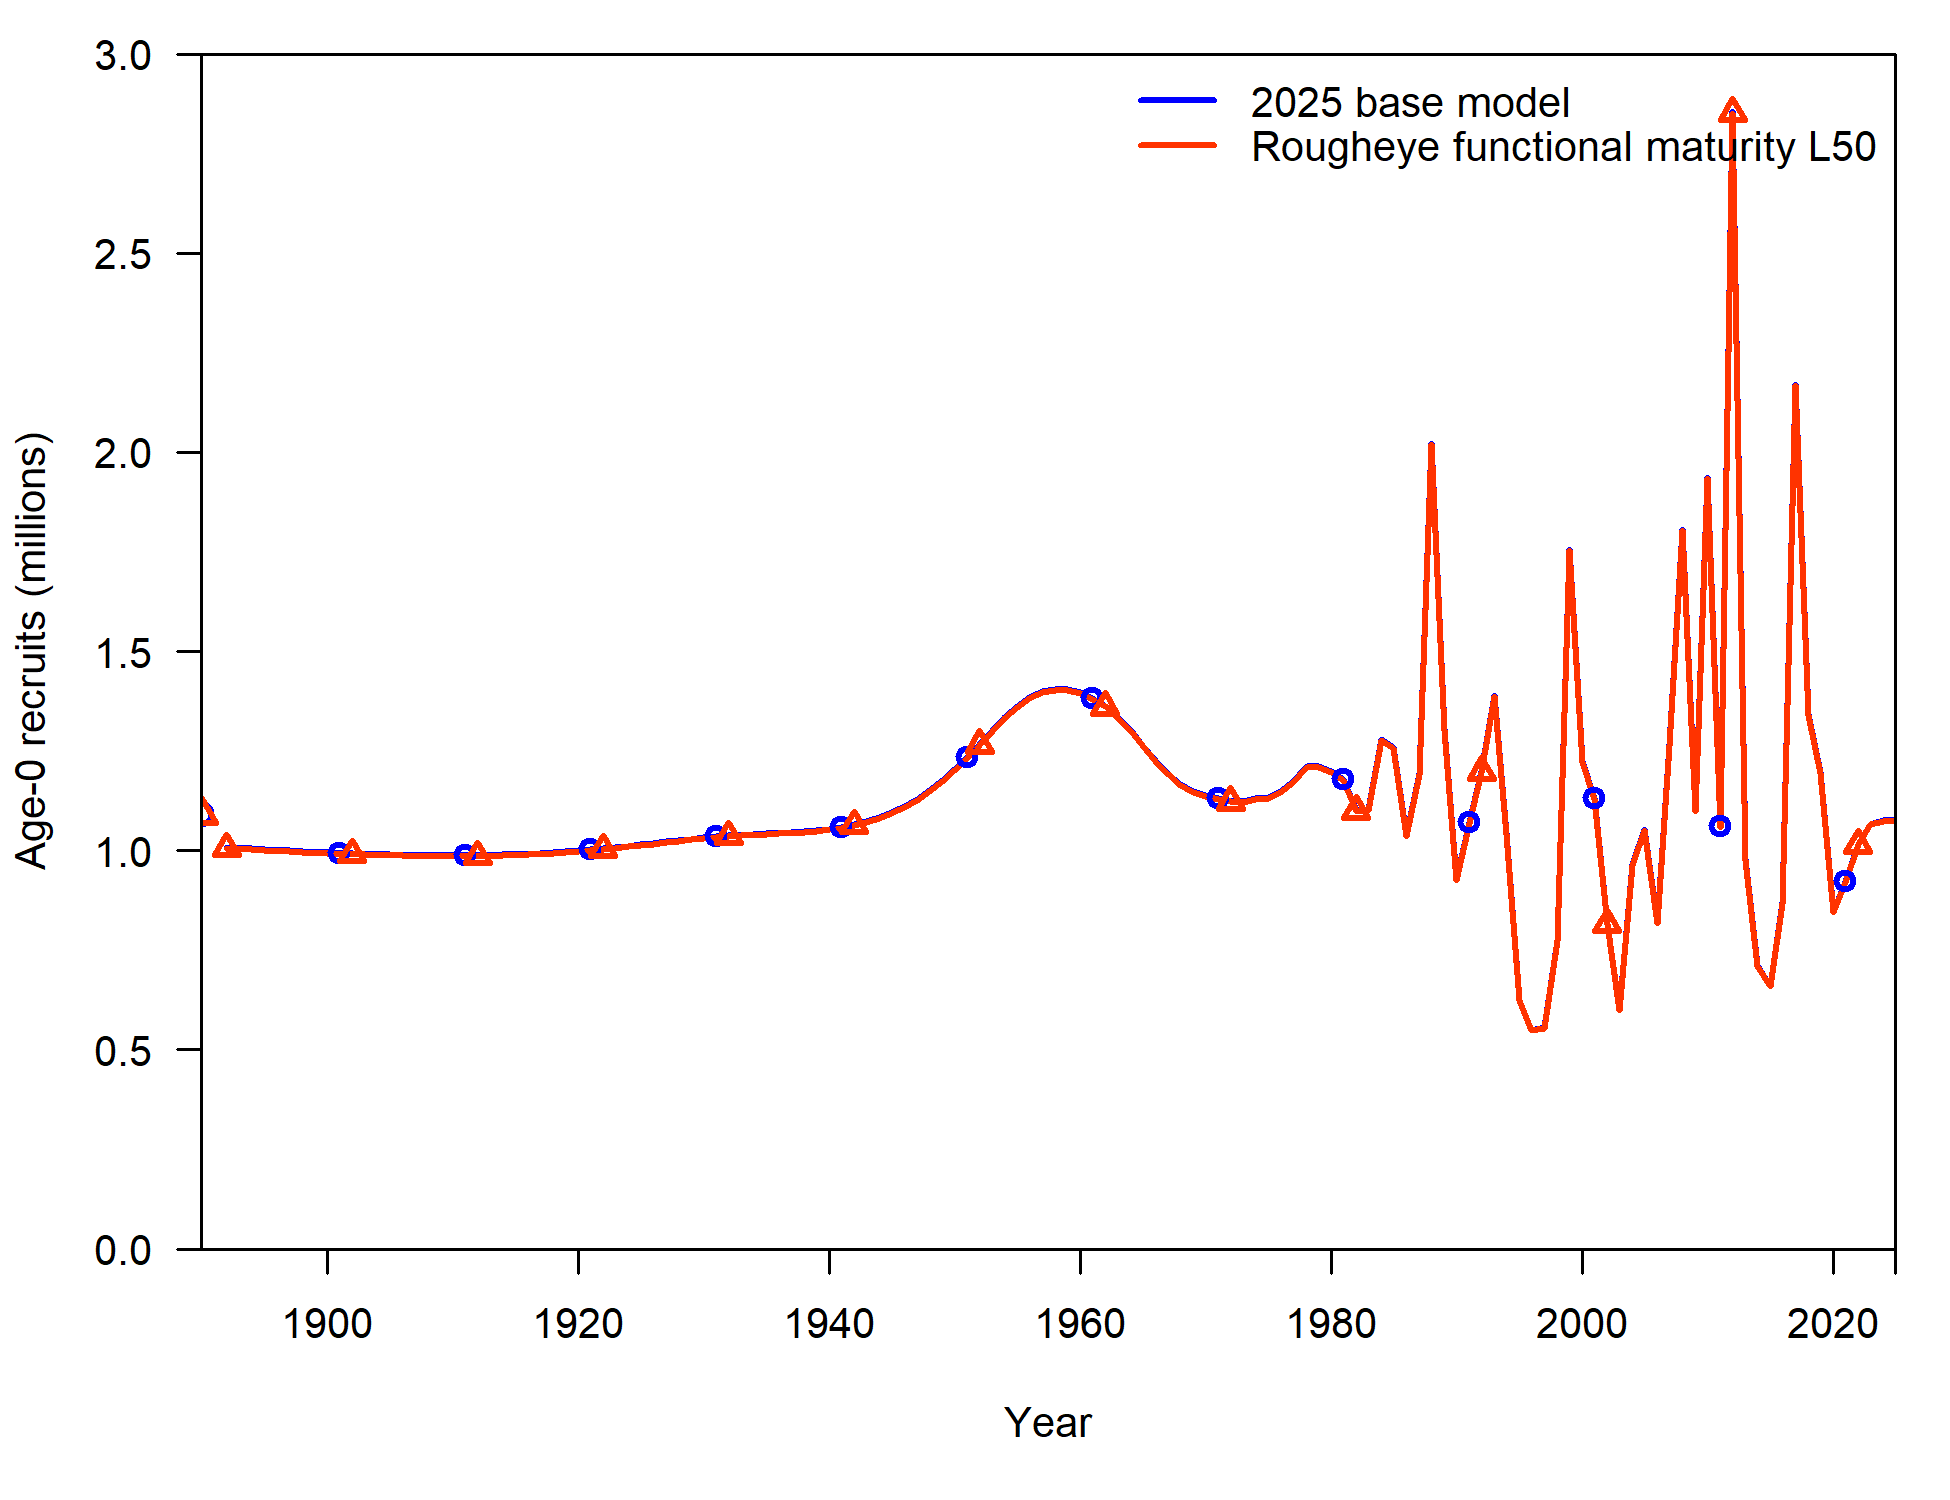 3.0
2.5
2.0
1.5
1.0
0.5
0.0
Age-0 recruits (millions)
2025 base model
Rougheye functional maturity L50
1900 1920 1940 1960 1980 2000 2020
Year